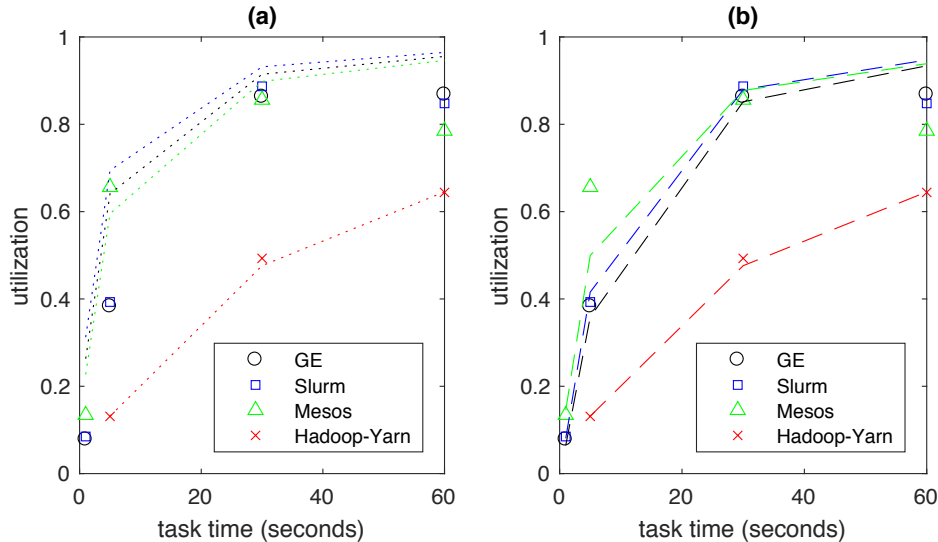 (a)
1
0.8
0.6
0.4
0.2
0
utilization
GE
Slurm
Mesos
Hadoop-Yarn
0 20 40 60
task time (seconds)
(b)
1
0.8
0.6
0.4
0.2
0
utilization
GE
Slurm
Mesos
Hadoop-Yarn
0 20 40 60
task time (seconds)